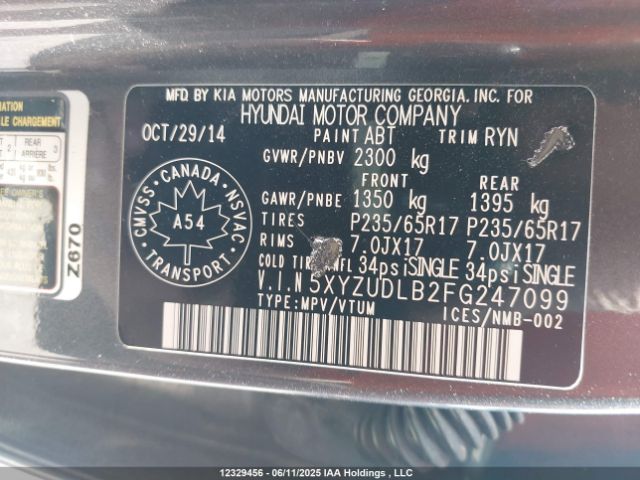 MFD. BY KIA MOTORS MANUFACTURING GEORGIA. INC. FOR
HYUNDAI MOTOR COMPANY
OCT/29/14 PAINT ABT TRIM RYN
GVWR/PNBV 2300 kg
FRONT REAR
GAWR/PNBE 1350 kg 1395 kg
TIRES P235/65R17 P235/65R17
RIMS 7.0JX17 7.0JX17
COLD 34psiSINGLE 34psiSINGLE
V.I.N 5XYZUDLB2FG247099
TYPE:MPV/VTUM ICES/NMB-002
CMVSS CANADA NSVAC
A54
TRANSPORT
CHARGEMENT
REAR
ARRIÈRE
Z670
12329456 - 06/11/2025 IAA Holdings , LLC